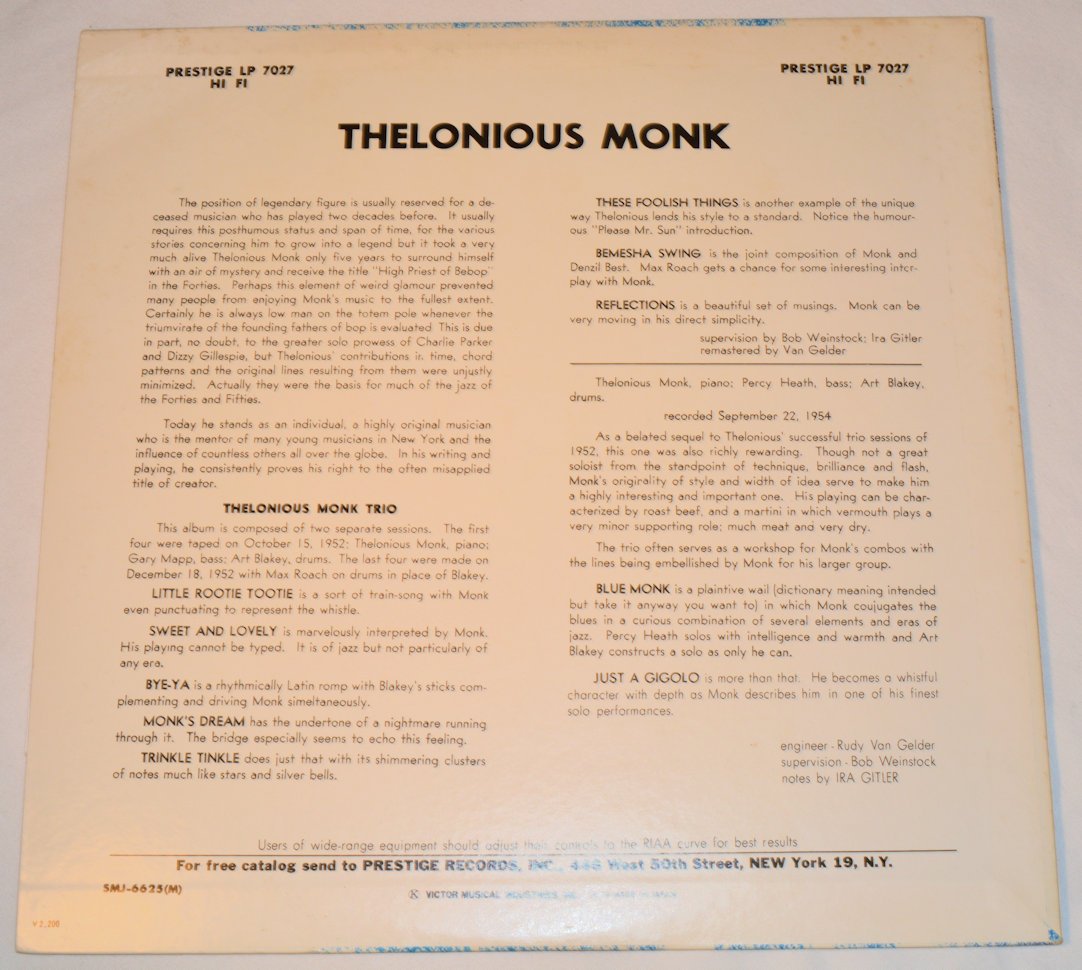 PRESTIGE LP 7027
HI FI
PRESTIGE LP 7027
HI FI
THELONIOUS MONK
The position of legendary figure is usually reserved for a de-
ceased musician who has played two decades before. It usually
requires this posthumous status and span of time, for the various
stories concerning him to grow into a legend but it took a very
much alive Thelonious Monk only five years to surround himself
with an air of mystery and receive the title "High Priest of Bebop"
in the Forties. Perhaps this element of weird glamour prevented
many people from enjoying Monk's music to the fullest extent.
Certainly he is always low man on the totem pole whenever the
triumvirate of the founding fathers of bop is evaluated. This is due
in part, no doubt, to the greater solo prowess of Charlie Parker
and Dizzy Gillespie, but Thelonious' contributions in time, chord
patterns and the original lines resulting from them were unjustly
minimized. Actually they were the basis for much of the jazz of
the Forties and Fifties.
Today he stands as an individual, a highly original musician
who is the mentor of many young musicians in New York and the
influence of countless others all over the globe. In his writing and
playing, he consistently proves his right to the often misapplied
title of creator.
THELONIOUS MONK TRIO
This album is composed of two separate sessions. The first
four were taped on October 15, 1952; Thelonious Monk, piano;
Gary Mapp, bass; Art Blakey, drums. The last four were made on
December 18, 1952 with Max Roach on drums in place of Blakey.
LITTLE ROOTIE TOOTIE is a sort of train-song with Monk
even punctuating to represent the whistle.
SWEET AND LOVELY is marvelously interpreted by Monk.
His playing cannot be typed. It is of jazz but not particularly of
any era.
BYE-YA is a rhythmically Latin romp with Blakey's sticks com-
plementing and driving Monk simeltaneously.
MONK'S DREAM has the undertone of a nightmare running
through it. The bridge especially seems to echo this feeling.
TRINKLE TINKLE does just that with its shimmering clusters
of notes much like stars and silver bells.
THESE FOOLISH THINGS is another example of the unique
way Thelonious lends his style to a standard. Notice the humour-
ous "Please Mr. Sun" introduction.
BEMESHA SWING is the joint composition of Monk and
Denzil Best. Max Roach gets a chance for some interesting inter-
play with Monk.
REFLECTIONS is a beautiful set of musings. Monk can be
very moving in his direct simplicity.
supervision by Bob Weinstock; Ira Gitler
remastered by Van Gelder
Thelonious Monk, piano; Percy Heath, bass; Art Blakey,
drums.
recorded September 22, 1954
As a belated sequel to Thelonious' successful trio sessions of
1952, this one was also richly rewarding. Though not a great
soloist from the standpoint of technique, brilliance and flash,
Monk's originality of style and width of idea serve to make him
a highly interesting and important one. His playing can be char-
acterized by roast beef, and a martini in which vermouth plays a
very minor supporting role; much meat and very dry.
The trio often serves as a workshop for Monk's combos with
the lines being embellished by Monk for his larger group.
BLUE MONK is a plaintive wail (dictionary meaning intended
but take it anyway you want to) in which Monk coujugates the
blues in a curious combination of several elements and eras of
jazz. Percy Heath solos with intelligence and warmth and Art
Blakey constructs a solo as only he can.
JUST A GIGOLO is more than that. He becomes a whistful
character with depth as Monk describes him in one of his finest
solo performances.
engineer - Rudy Van Gelder
supervision - Bob Weinstock
notes by IRA GITLER
Users of wide-range equipment should adjust their controls to the RIAA curve for best results
For free catalog send to PRESTIGE RECORDS, INC., 446 West 50th Street, NEW York 19, N.Y.
SMJ-6625(M)
VICTOR MUSICAL INDUSTRIES, INC.
¥2,200